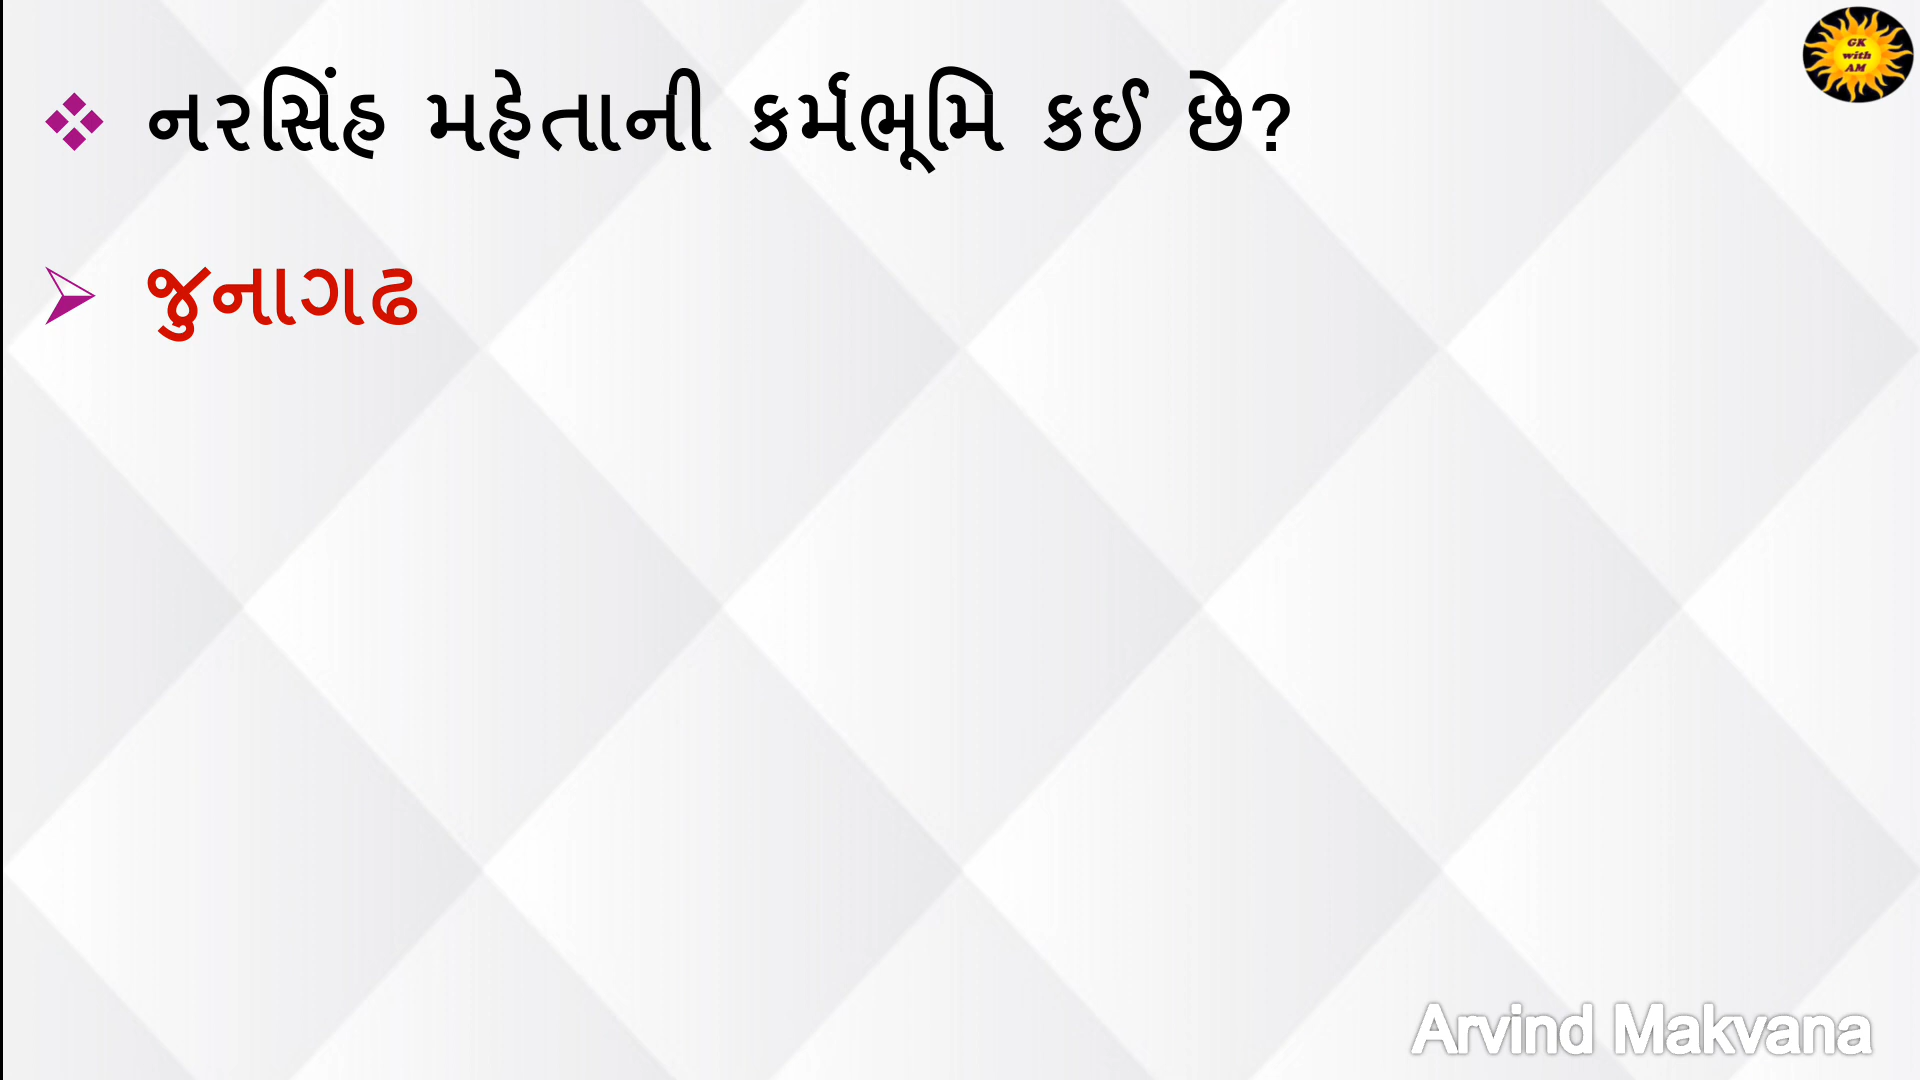 GK
with
AM
❖ નરસિંહ મહેતાની કર્મભૂમિ કઈ છે?
➢ જુનાગઢ
Arvind Makvana